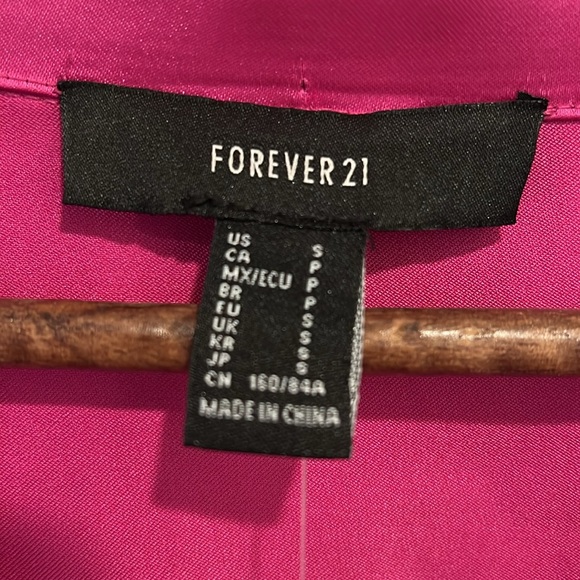 FOREVER 21
US S
CA P
MX/ECU P
BR P
EU S
UK S
KR S
JP S
CN 160/84A
MADE IN CHINA